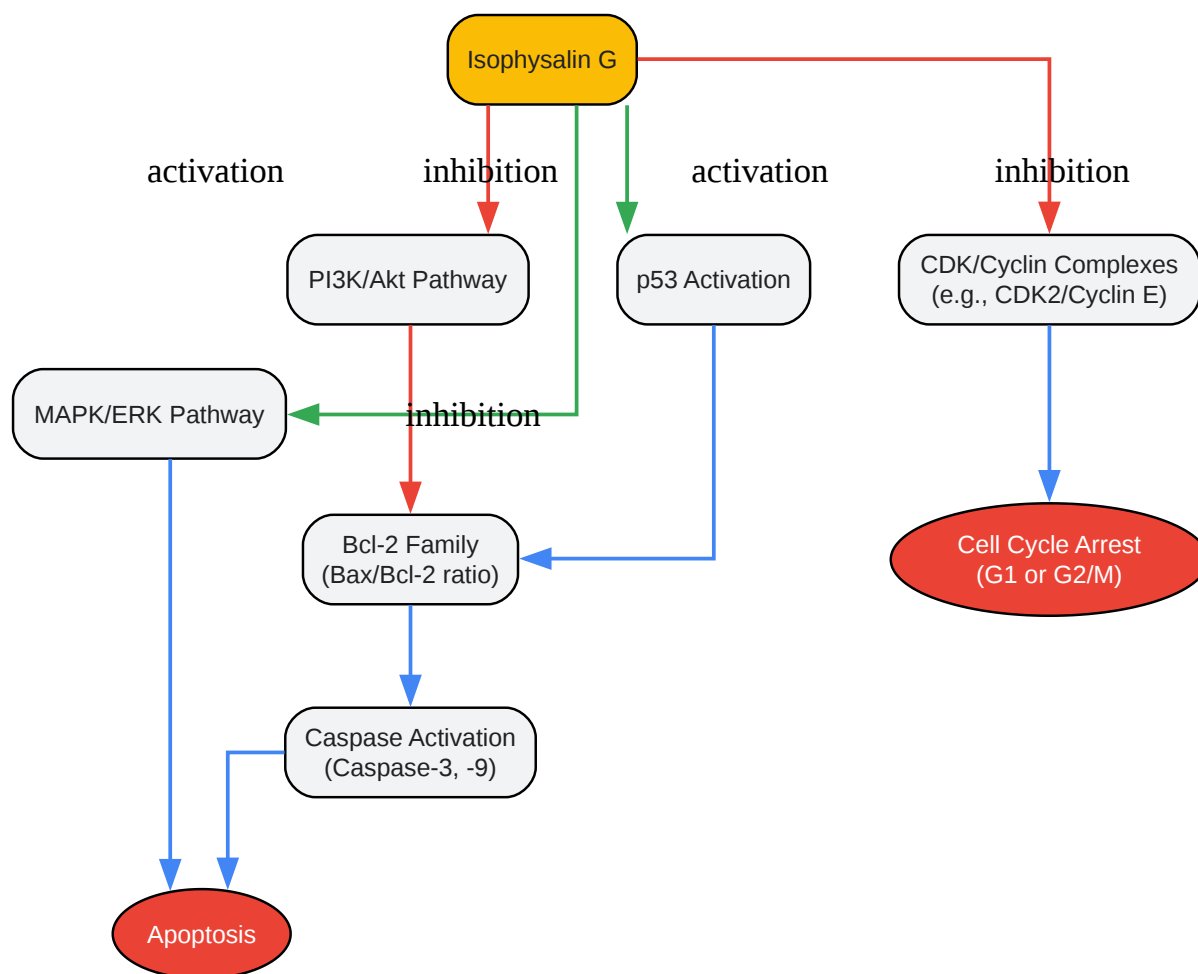 Isophysalin G
activation
inhibition
activation
inhibition
PI3K/Akt Pathway
p53 Activation
CDK/Cyclin Complexes
(e.g., CDK2/Cyclin E)
MAPK/ERK Pathway
inhibition
Bcl-2 Family
(Bax/Bcl-2 ratio)
Cell Cycle Arrest
(G1 or G2/M)
Caspase Activation
(Caspase-3, -9)
Apoptosis